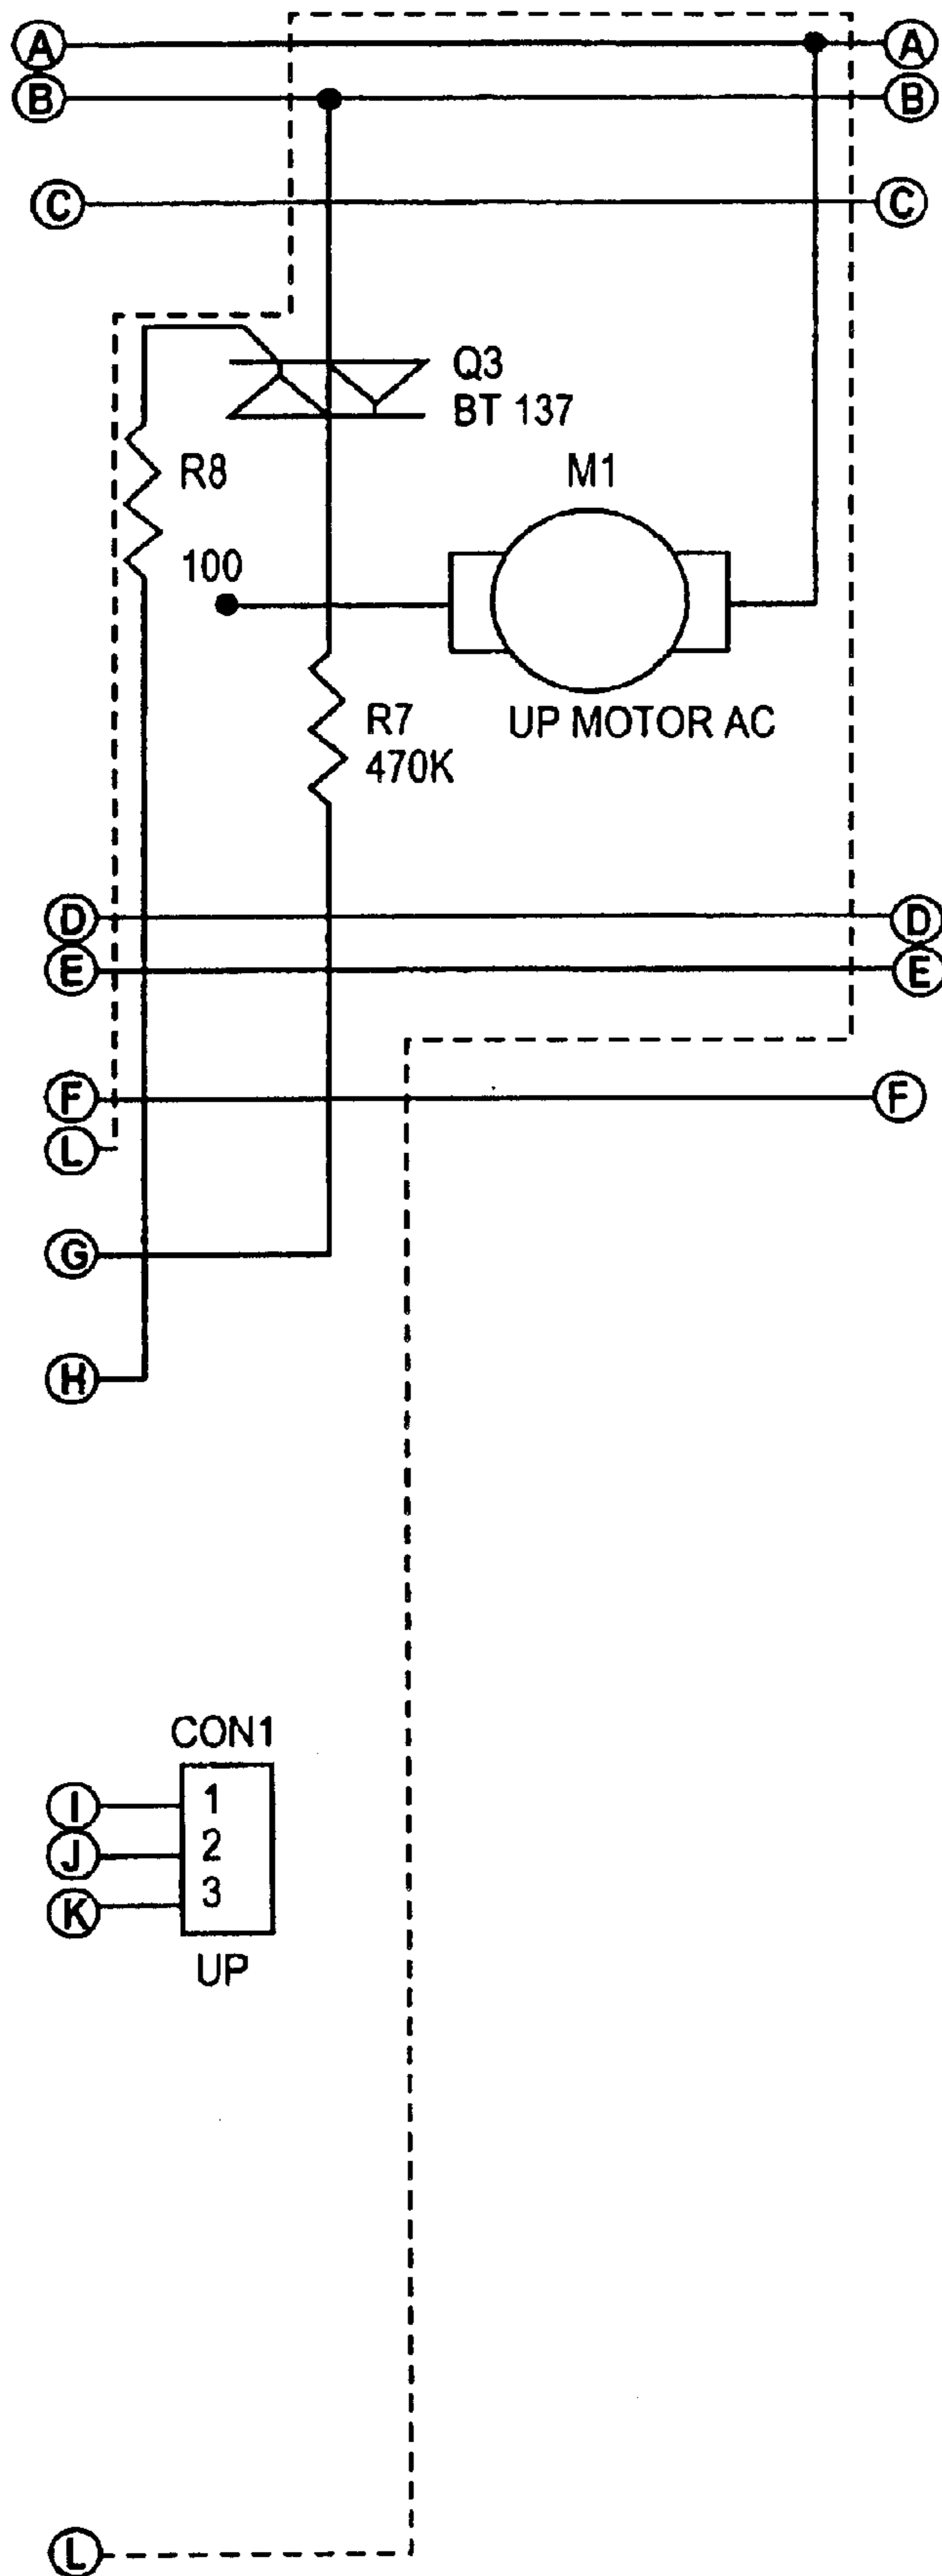 A A
B B
C C
Q3
BT 137
R8
M1
100
R7
470K
UP MOTOR AC
D D
E E
F F
L
G
H
CON1
I 1
J 2
K 3
UP
L